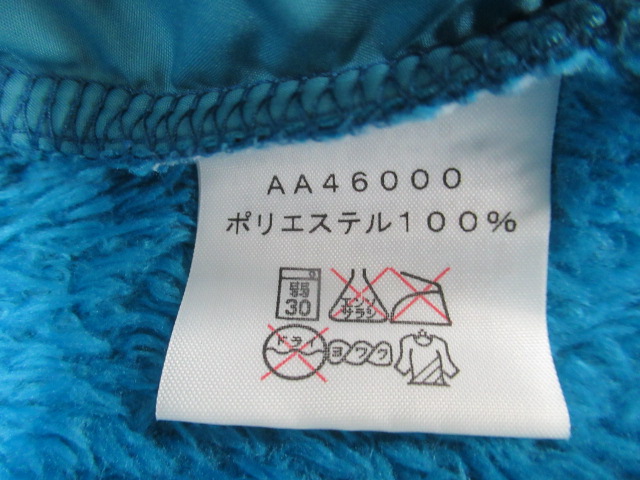 AA46000
ポリエステル100%
弱
30
エンソ
サラシ
ドライ
ヨワク